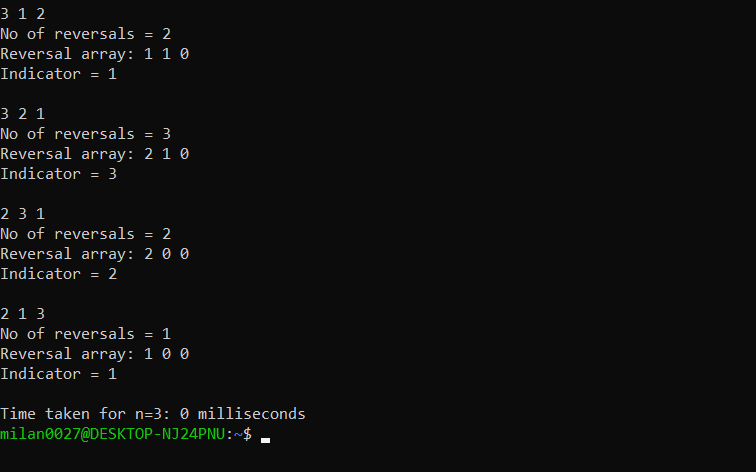 3 1 2
No of reversals = 2
Reversal array: 1 1 0
Indicator = 1
3 2 1
No of reversals = 3
Reversal array: 2 1 0
Indicator = 3
2 3 1
No of reversals = 2
Reversal array: 2 0 0
Indicator = 2
2 1 3
No of reversals = 1
Reversal array: 1 0 0
Indicator = 1
Time taken for n=3: 0 milliseconds
milan0027@DESKTOP-NJ24PNU:~$